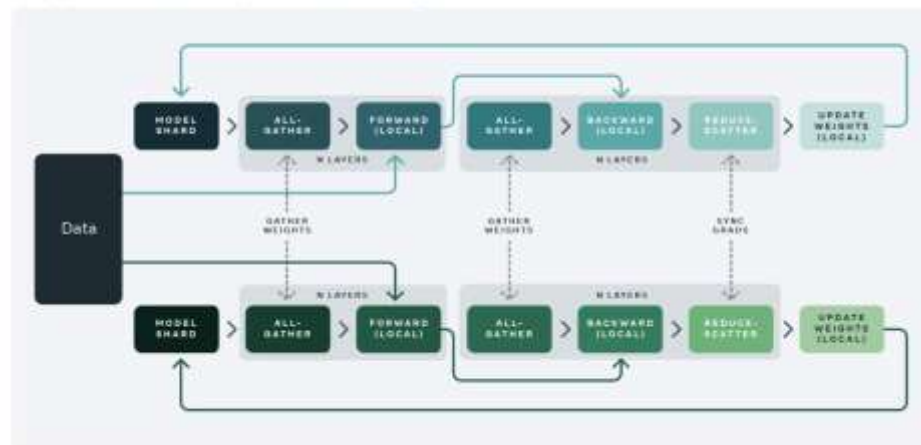 MODEL
SHARD
ALL-
GATHER
FORWARD
(LOCAL)
ALL-
GATHER
BACKWARD
(LOCAL)
REDUCE-
SCATTER
UPDATE
WEIGHTS
(LOCAL)
N LAYERS
N LAYERS
Data
GATHER
WEIGHTS
GATHER
WEIGHTS
SYNC
GRADS
N LAYERS
N LAYERS
MODEL
SHARD
ALL-
GATHER
FORWARD
(LOCAL)
ALL-
GATHER
BACKWARD
(LOCAL)
REDUCE-
SCATTER
UPDATE
WEIGHTS
(LOCAL)